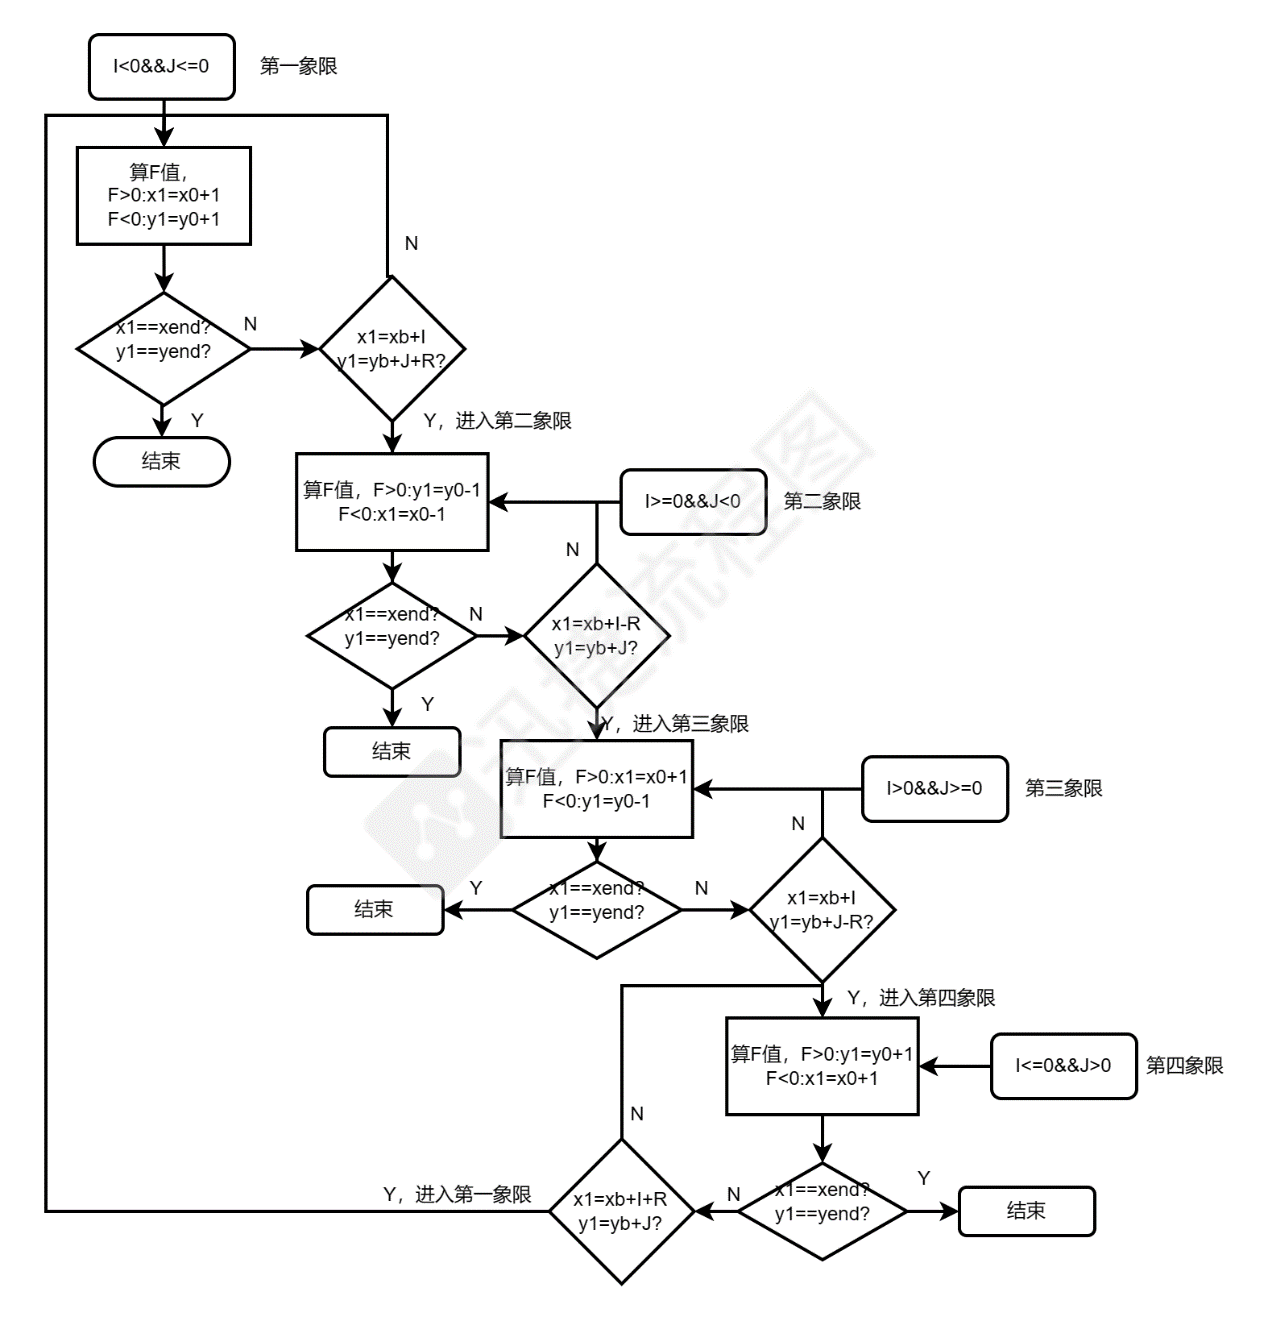 I<0&&J<=0
第一象限
算F值，
F>0:x1=x0+1
F<0:y1=y0+1
N
x1==xend?
y1==yend?
N
x1=xb+I
y1=yb+J+R?
Y
Y，进入第二象限
结束
算F值，F>0:y1=y0-1
F<0:x1=x0-1
I>=0&&J<0
第二象限
N
x1==xend?
y1==yend?
N
x1=xb+I-R
y1=yb+J?
Y
Y，进入第三象限
结束
算F值，F>0:x1=x0+1
F<0:y1=y0-1
I>0&&J>=0
第三象限
N
x1==xend?
y1==yend?
Y
N
结束
x1=xb+I
y1=yb+J-R?
Y，进入第四象限
算F值，F>0:y1=y0+1
F<0:x1=x0+1
I<=0&&J>0
第四象限
N
x1==xend?
y1==yend?
Y
N
结束
x1=xb+I+R
y1=yb+J?
Y，进入第一象限
迅捷流程图